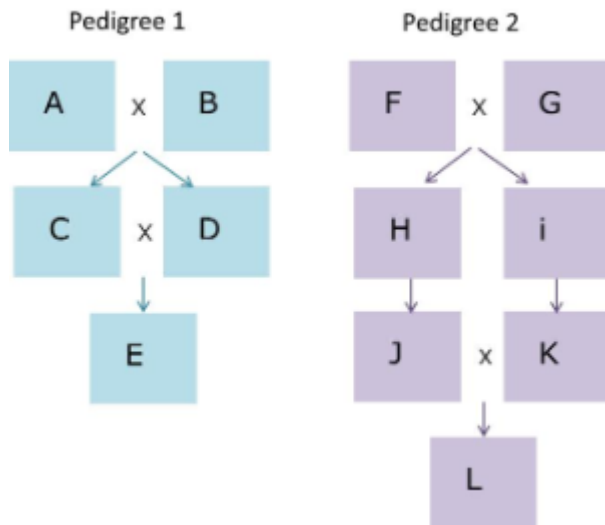 Pedigree 1
A x B
C x D
E
Pedigree 2
F x G
H i
J x K
L